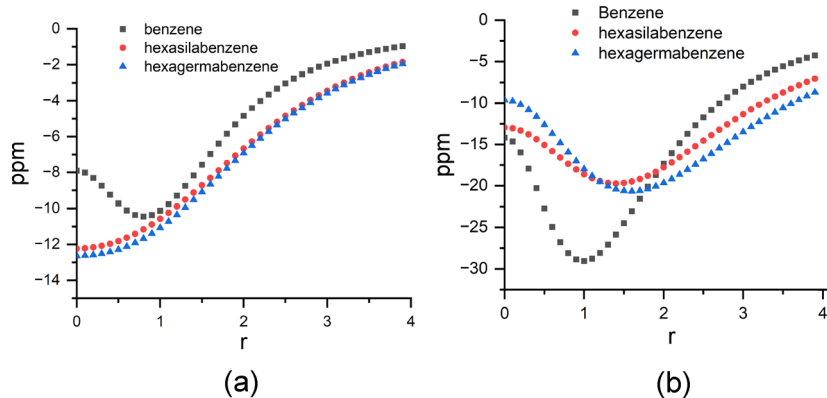 benzene
hexasilabenzene
hexagermabenzene
ppm
0
−2
−4
−6
−8
−10
−12
−14
0
1
2
3
4
r
(a)
Benzene
hexasilabenzene
hexagermabenzene
ppm
0
−5
−10
−15
−20
−25
−30
0
1
2
3
4
r
(b)